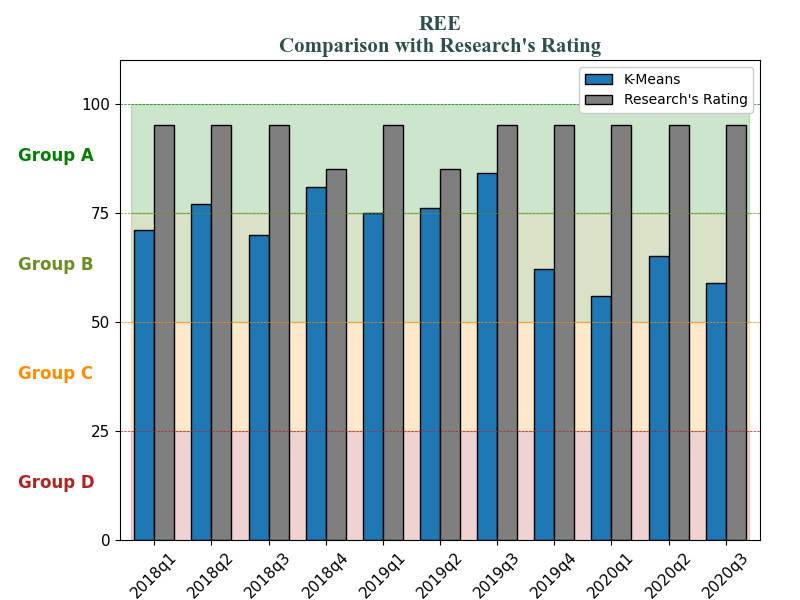 REE
Comparison with Research's Rating
K-Means
Research's Rating
100
Group A
75
Group B
50
Group C
25
Group D
0
2018q1
2018q2
2018q3
2018q4
2019q1
2019q2
2019q3
2019q4
2020q1
2020q2
2020q3